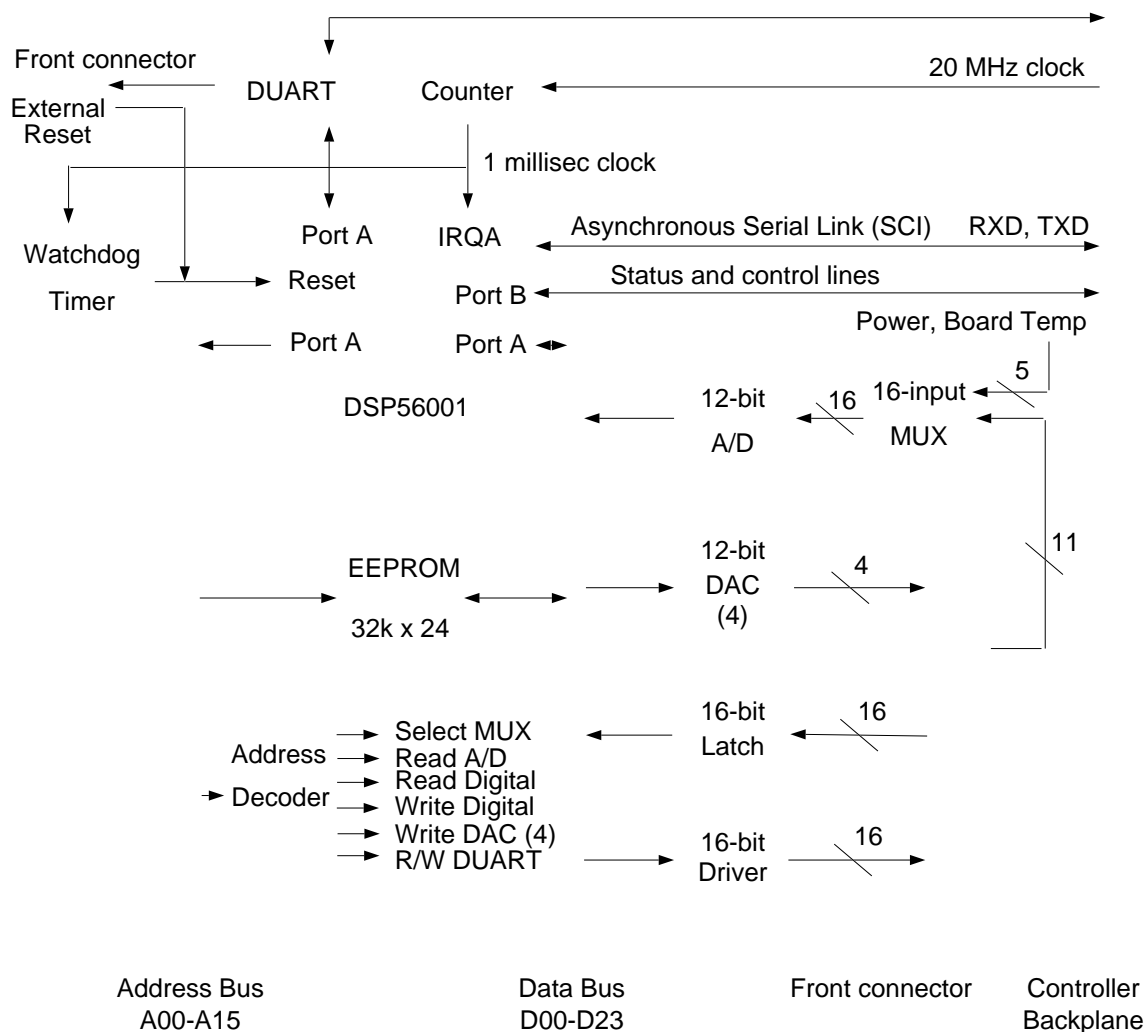 Front connector
20 MHz clock
DUART
Counter
External
Reset
1 millisec clock
Port A
IRQA
Asynchronous Serial Link (SCI)
RXD, TXD
Watchdog
Timer
Reset
Port B
Status and control lines
Power, Board Temp
Port A
Port A
DSP56001
12-bit
A/D
16
16-input
MUX
5
EEPROM
32k x 24
12-bit
DAC
(4)
4
11
Address
Decoder
Select MUX
Read A/D
Read Digital
Write Digital
Write DAC (4)
R/W DUART
16-bit
Latch
16
16-bit
Driver
16
Address Bus
A00-A15
Data Bus
D00-D23
Front connector
Controller
Backplane